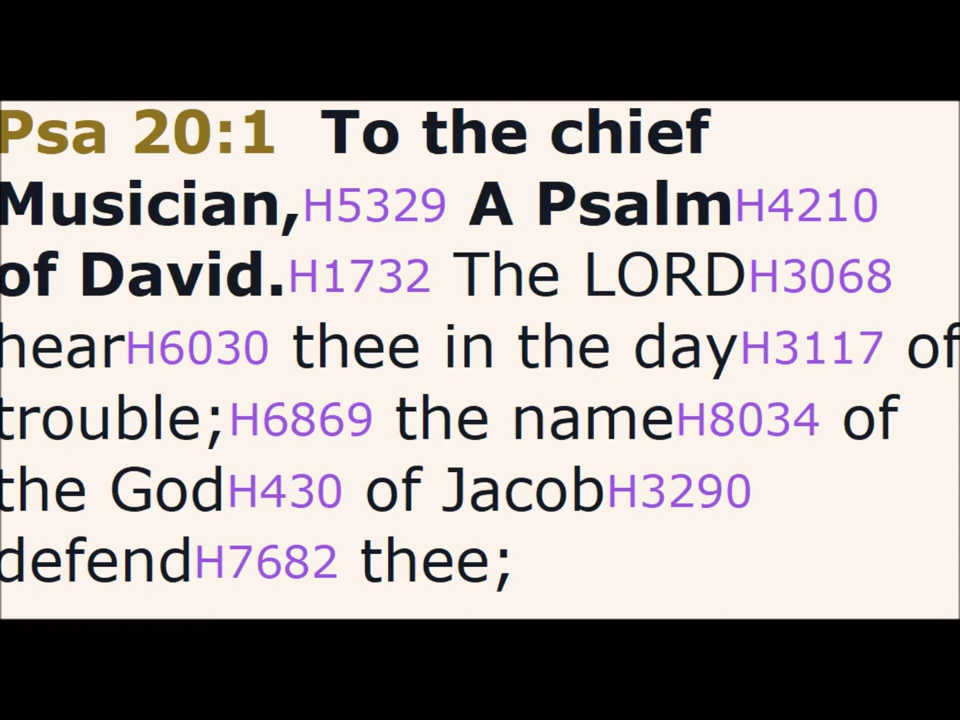 Psa 20:1 To the chief
Musician,H5329 A PsalmH4210
of David.H1732 The LORDH3068
hearH6030 thee in the dayH3117 of
trouble;H6869 the nameH8034 of
the GodH430 of JacobH3290
defendH7682 thee;